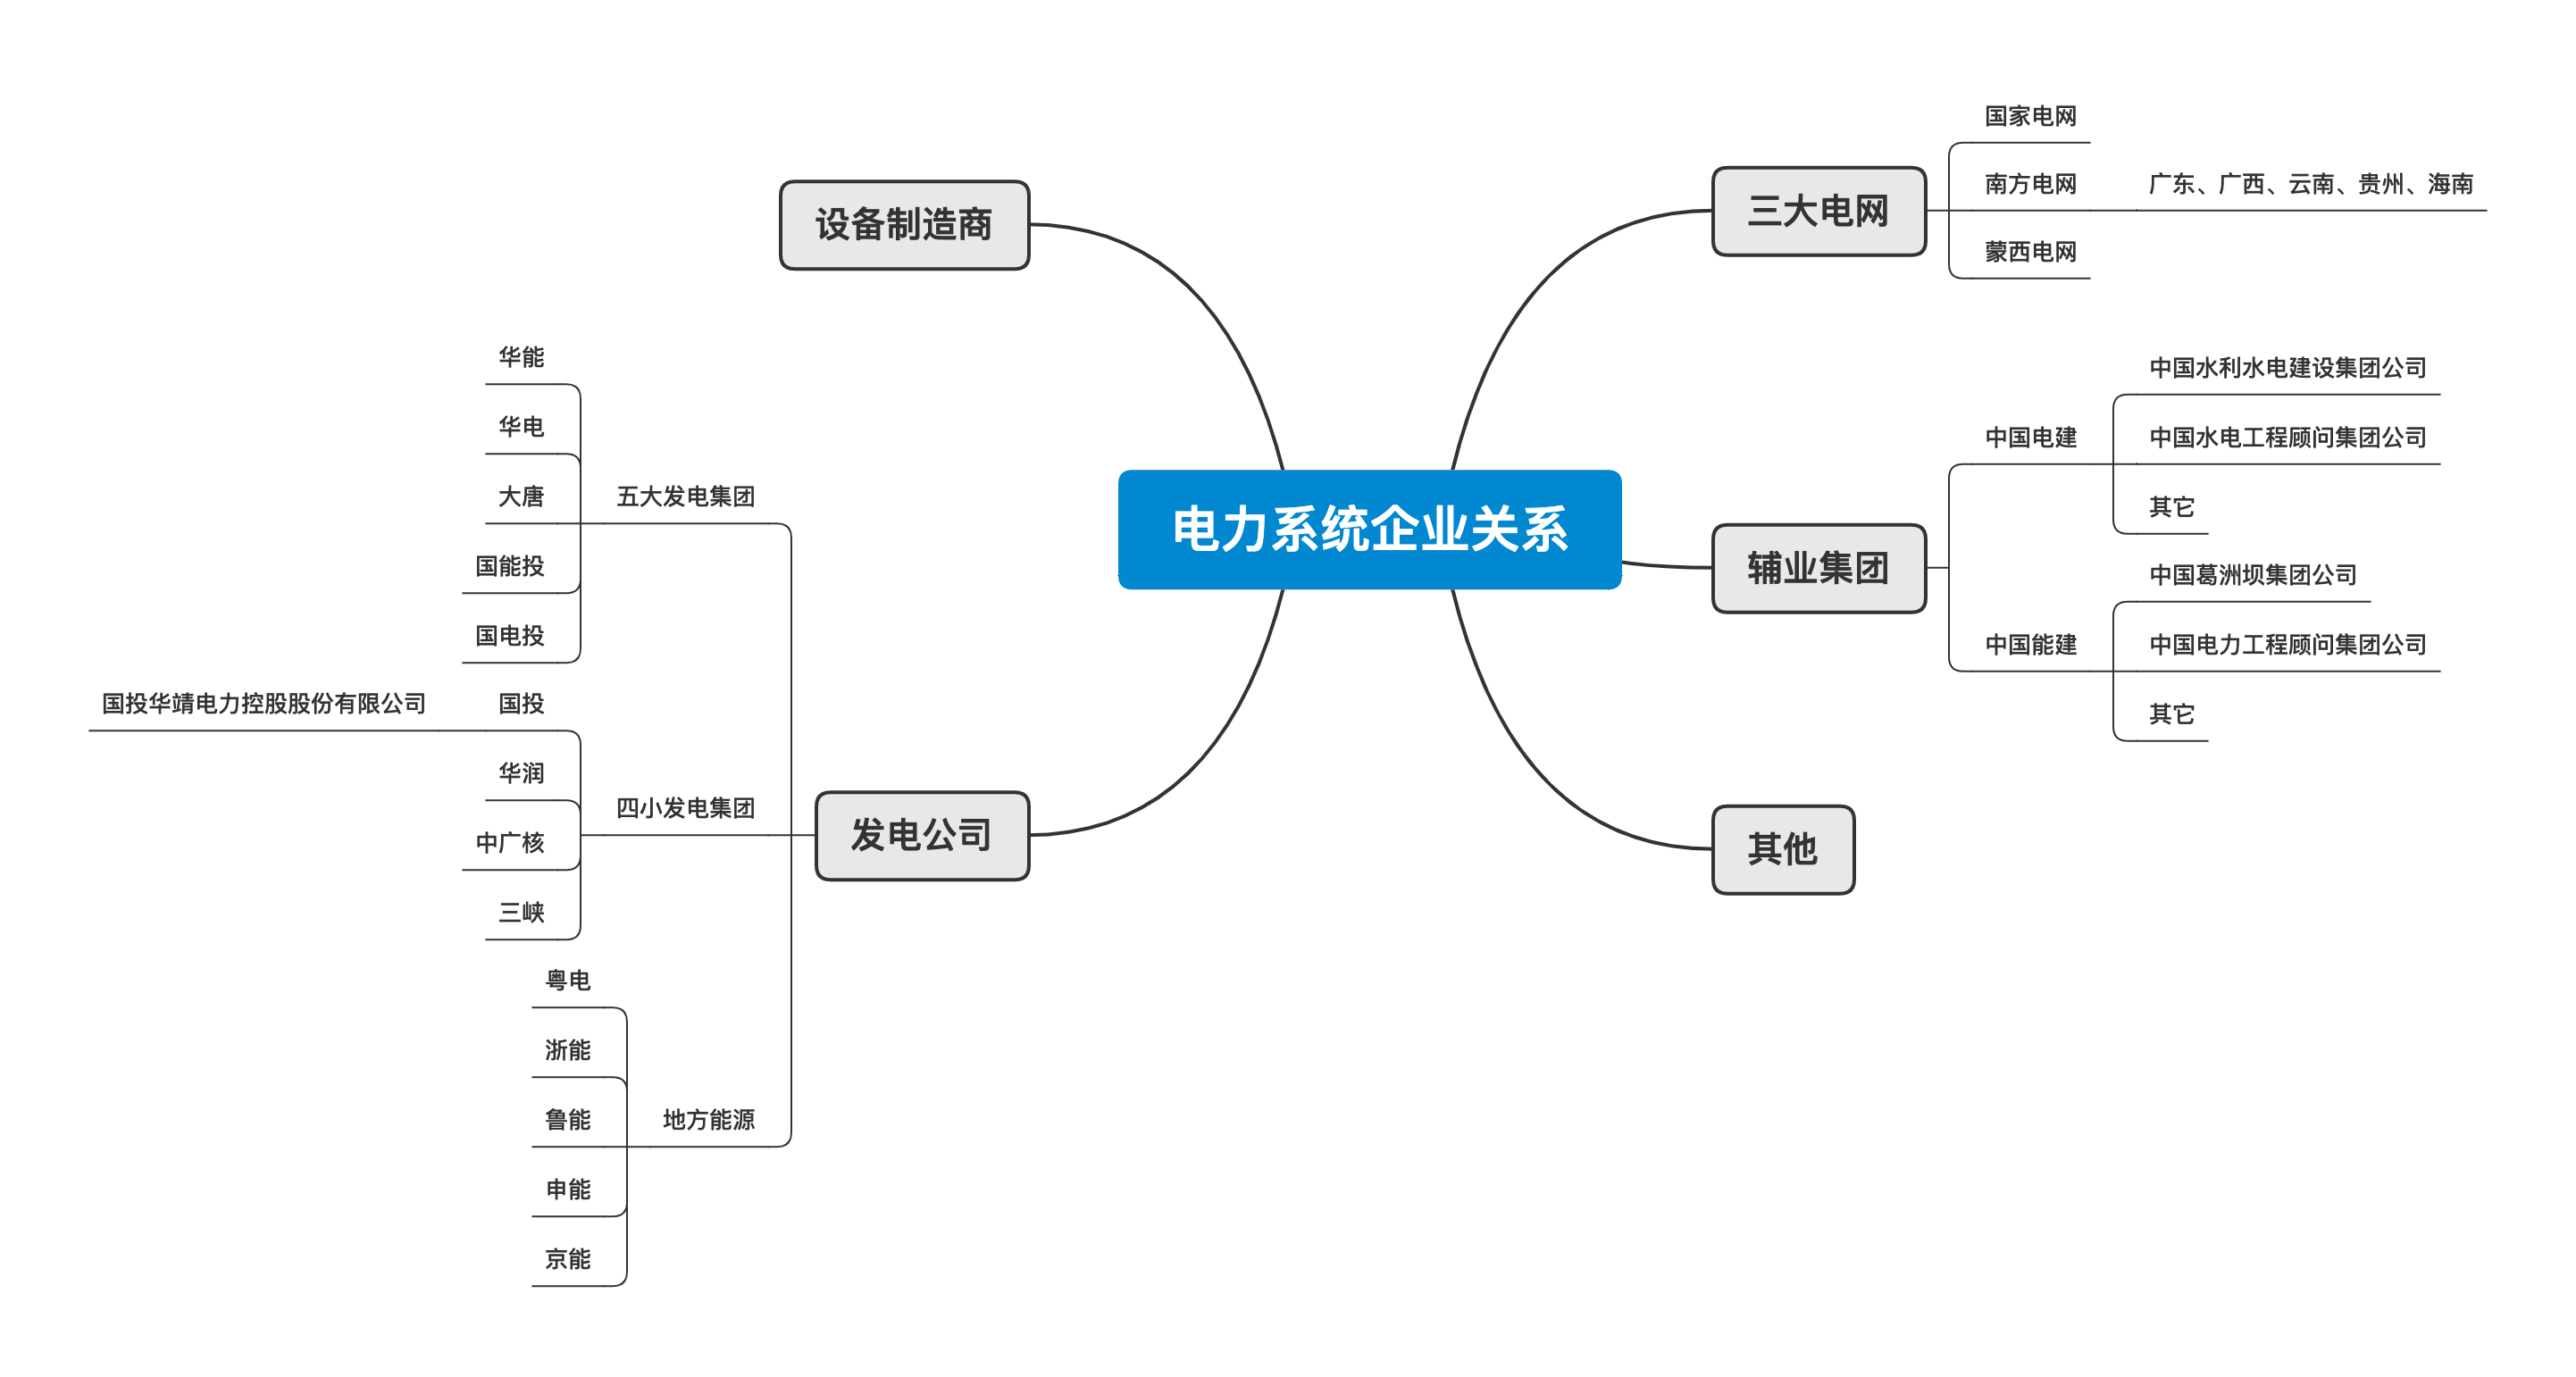 电力系统企业关系
三大电网
国家电网
南方电网
广东、广西、云南、贵州、海南
蒙西电网
辅业集团
中国电建
中国水利水电建设集团公司
中国水电工程顾问集团公司
其它
中国能建
中国葛洲坝集团公司
中国电力工程顾问集团公司
其它
其他
设备制造商
发电公司
五大发电集团
华能
华电
大唐
国能投
国电投
四小发电集团
国投
国投华靖电力控股股份有限公司
华润
中广核
三峡
地方能源
粤电
浙能
鲁能
申能
京能